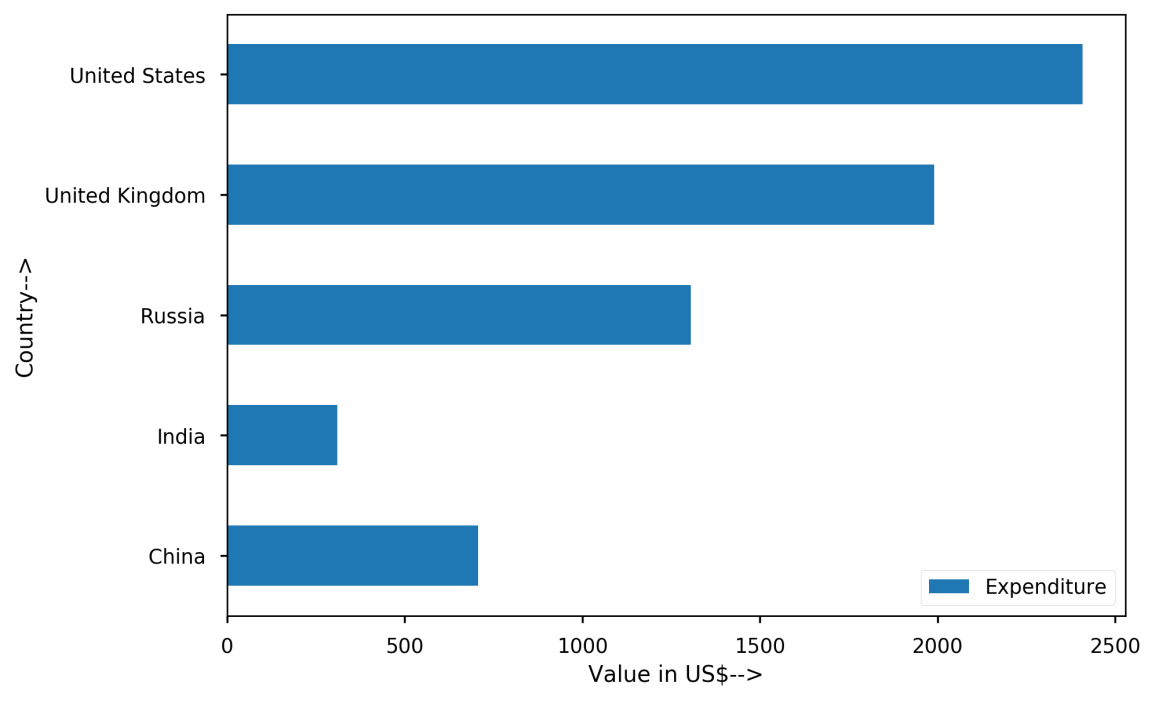 United States
United Kingdom
Russia
India
China
Country-->
Expenditure
0 500 1000 1500 2000 2500
Value in US$-->